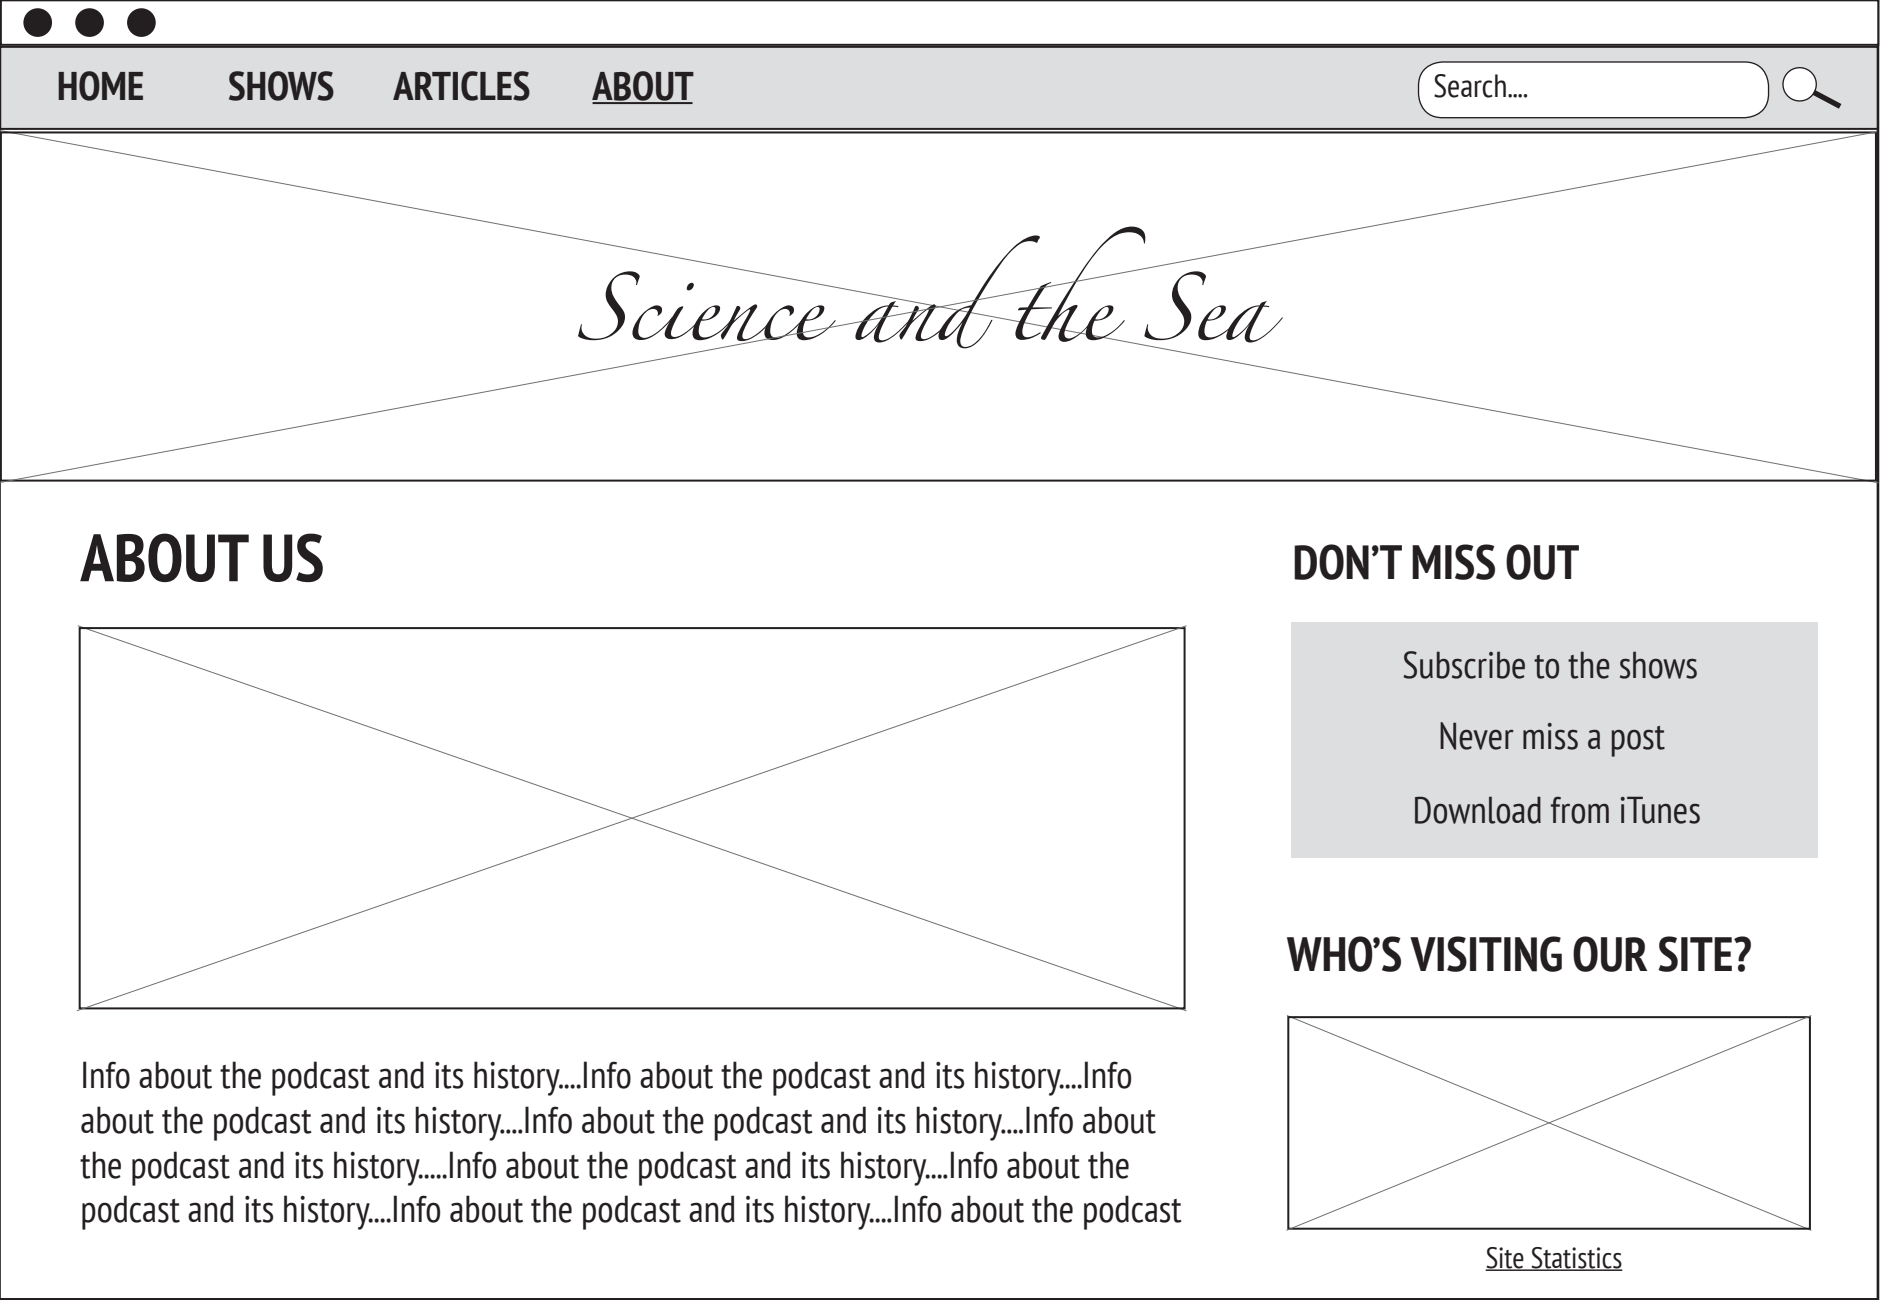 HOME SHOWS ARTICLES ABOUT Search....
Science and the Sea
ABOUT US
Info about the podcast and its history....Info about the podcast and its history....Info
about the podcast and its history....Info about the podcast and its history....Info about
the podcast and its history.....Info about the podcast and its history....Info about the
podcast and its history....Info about the podcast and its history....Info about the podcast
DON’T MISS OUT
Subscribe to the shows
Never miss a post
Download from iTunes
WHO’S VISITING OUR SITE?
Site Statistics